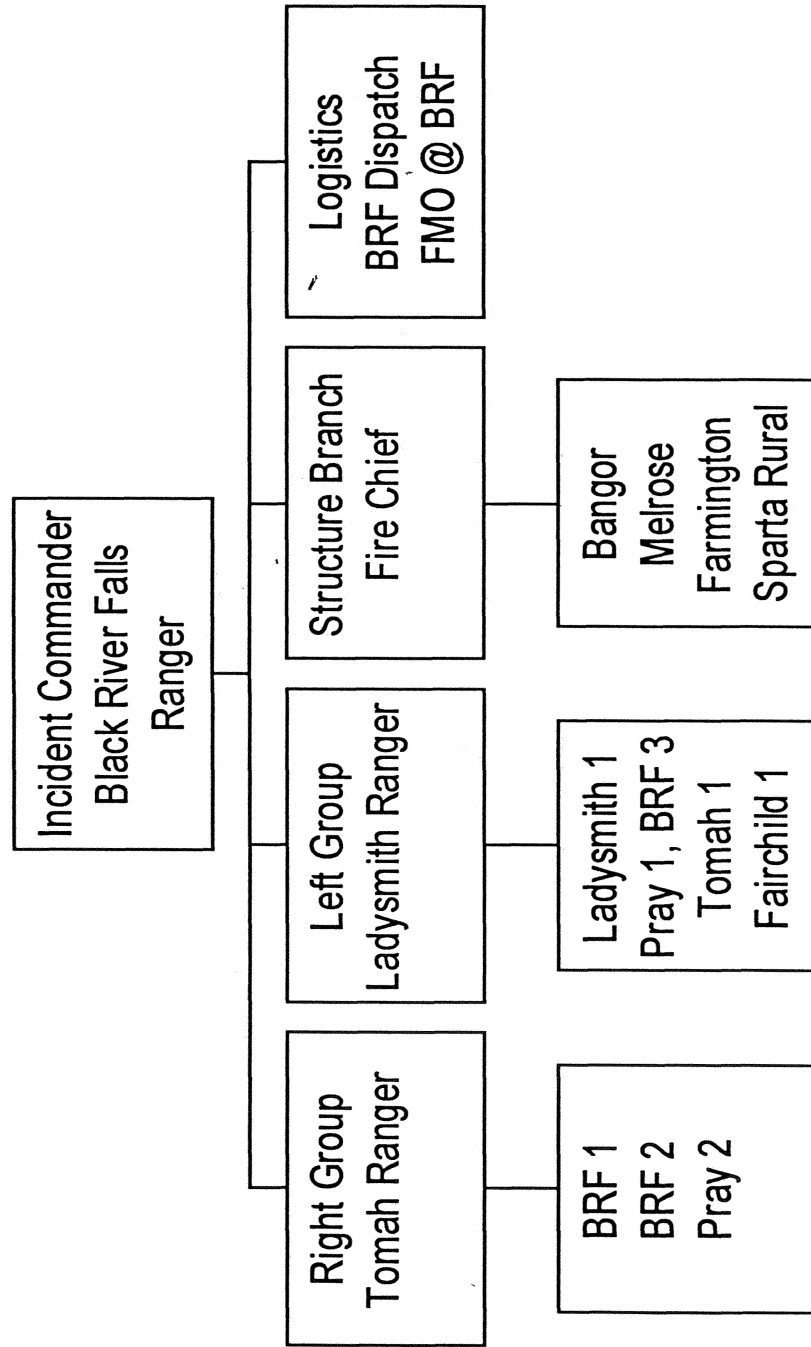 Incident Commander
Black River Falls
Ranger
Right Group
Tomah Ranger
Left Group
Ladysmith Ranger
Structure Branch
Fire Chief
Logistics
BRF Dispatch
FMO @ BRF
BRF 1
BRF 2
Pray 2
Ladysmith 1
Pray 1, BRF 3
Tomah 1
Fairchild 1
Bangor
Melrose
Farmington
Sparta Rural